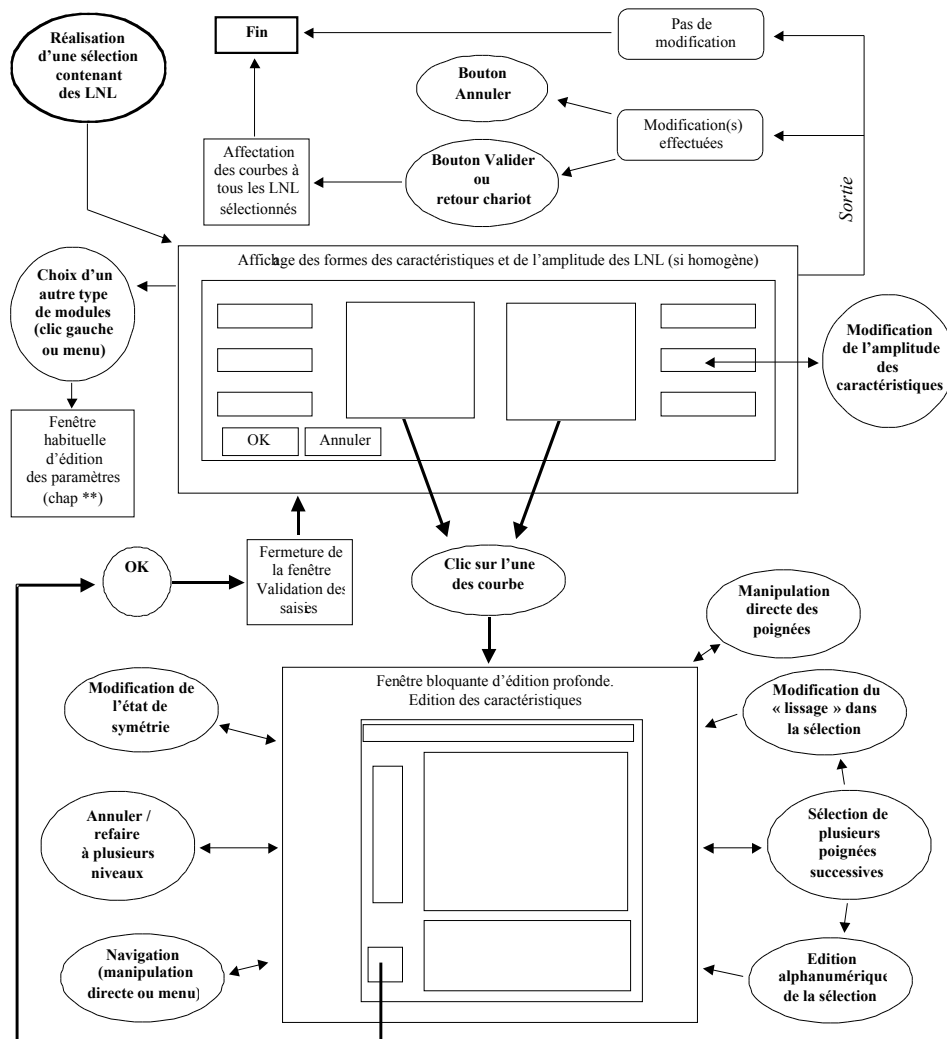 Réalisation
d'une sélection
contenant
des LNL
Fin
Pas de
modification
Bouton
Annuler
Modification(s)
effectuées
Affectation
des courbes à
tous les LNL
sélectionnés
Bouton Valider
ou
retour chariot
Sortie
Affichage des formes des caractéristiques et de l'amplitude des LNL (si homogène)
Choix d'un
autre type
de modules
(clic gauche
ou menu)
Modification
de l'amplitude
des
caractéristiques
OK
Annuler
Fenêtre
habituelle
d'édition
des paramètres
(chap **)
OK
Fermeture de
la fenêtre
Validation des
saisies
Clic sur l'une
des courbe
Manipulation
directe des
poignées
Fenêtre bloquante d'édition profonde.
Edition des caractéristiques
Modification de
l'état de
symétrie
Modification du
« lissage » dans
la sélection
Annuler /
refaire
à plusieurs
niveaux
Sélection de
plusieurs
poignées
successives
Navigation
(manipulation
directe ou menu)
Edition
alphanumérique
de la sélection